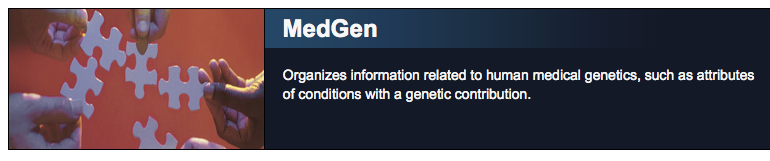 MedGen
Organizes information related to human medical genetics, such as attributes
of conditions with a genetic contribution.